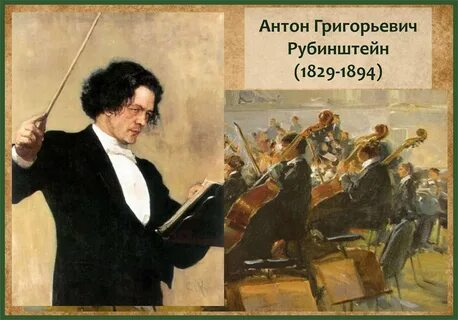 Антон Григорьевич
Рубинштейн
(1829-1894)